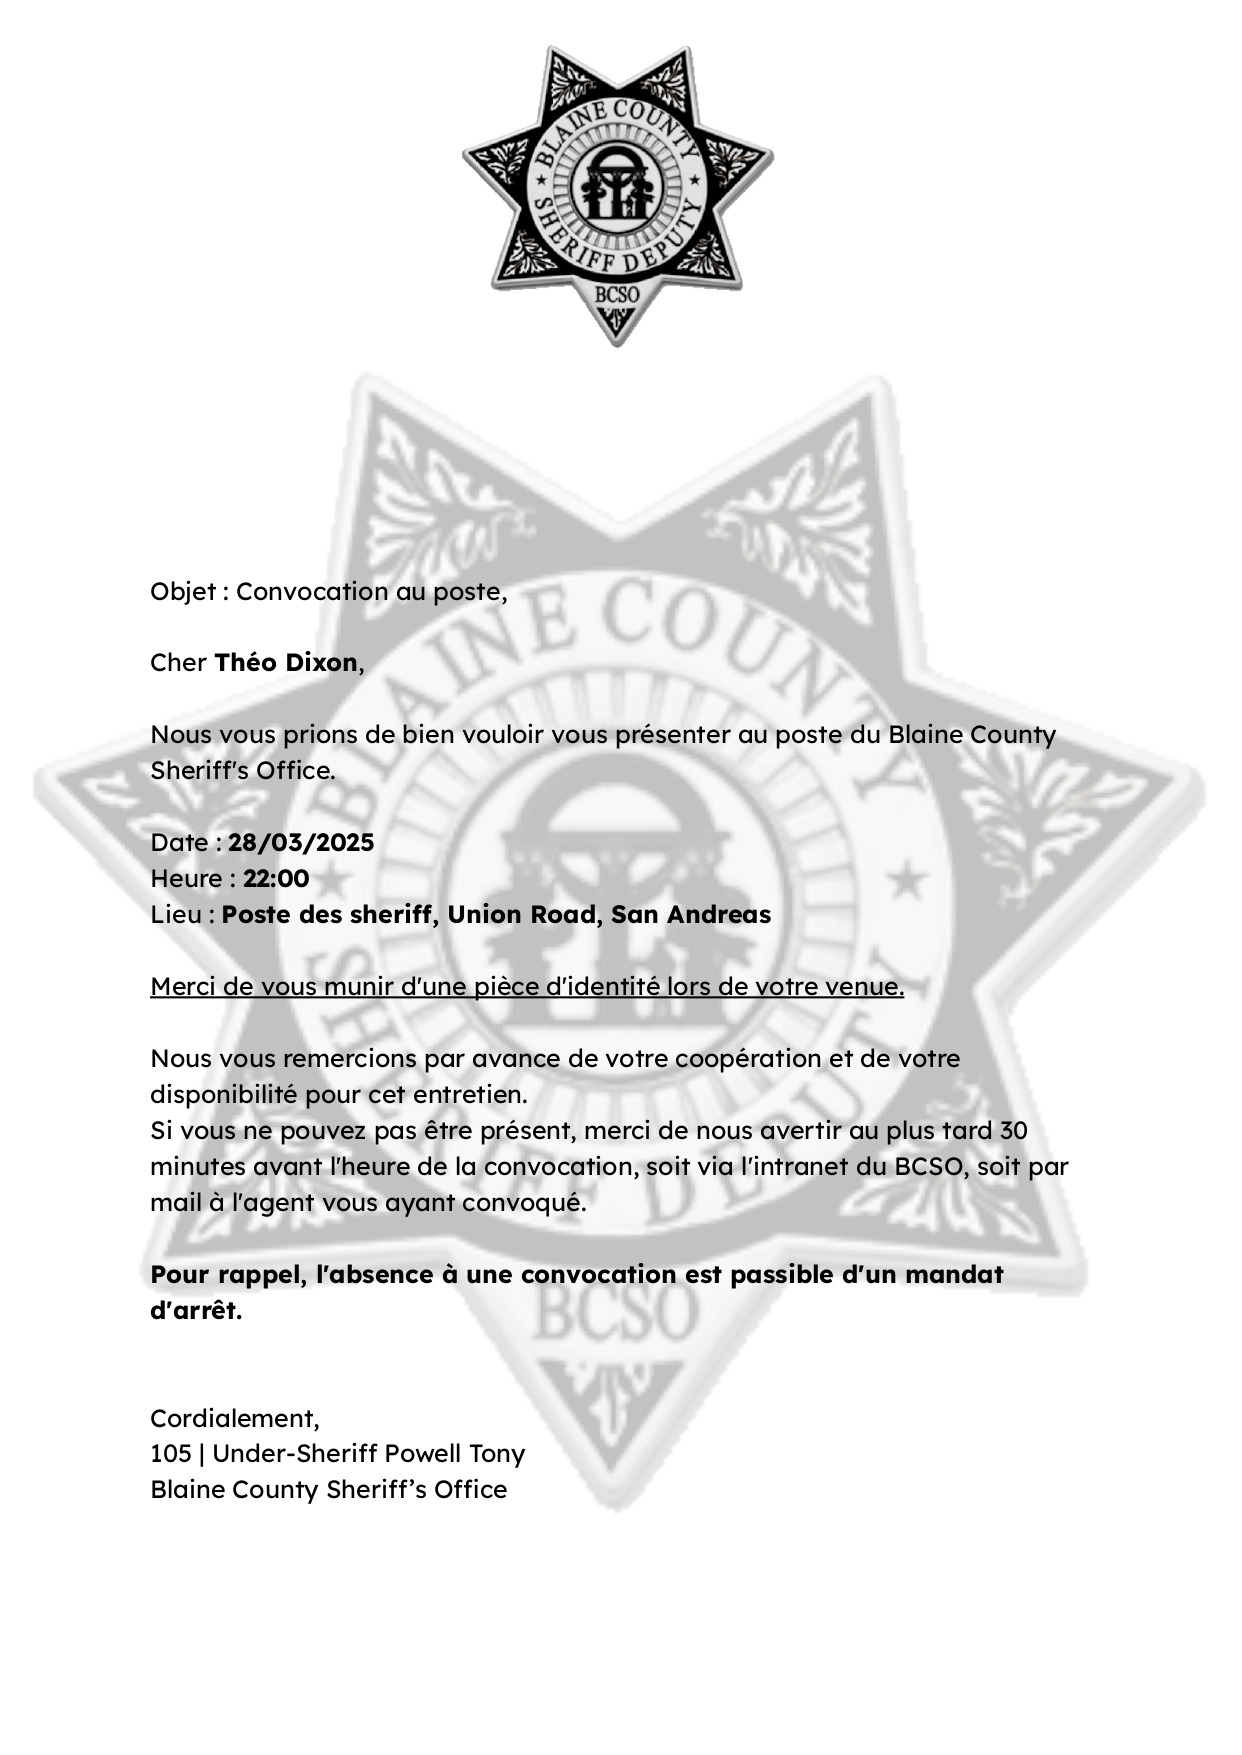 BLAINE COUNTY
SHERIFF DEPUTY
BCSO
Objet : Convocation au poste,
Cher Théo Dixon,
Nous vous prions de bien vouloir vous présenter au poste du Blaine County
Sheriff's Office.
Date : 28/03/2025
Heure : 22:00
Lieu : Poste des sheriff, Union Road, San Andreas
Merci de vous munir d'une pièce d'identité lors de votre venue.
Nous vous remercions par avance de votre coopération et de votre
disponibilité pour cet entretien.
Si vous ne pouvez pas être présent, merci de nous avertir au plus tard 30
minutes avant l'heure de la convocation, soit via l'intranet du BCSO, soit par
mail à l'agent vous ayant convoqué.
Pour rappel, l'absence à une convocation est passible d'un mandat
d'arrêt.
Cordialement,
105 | Under-Sheriff Powell Tony
Blaine County Sheriff’s Office
BLAINE COUNTY
SHERIFF DEPUTY
BCSO